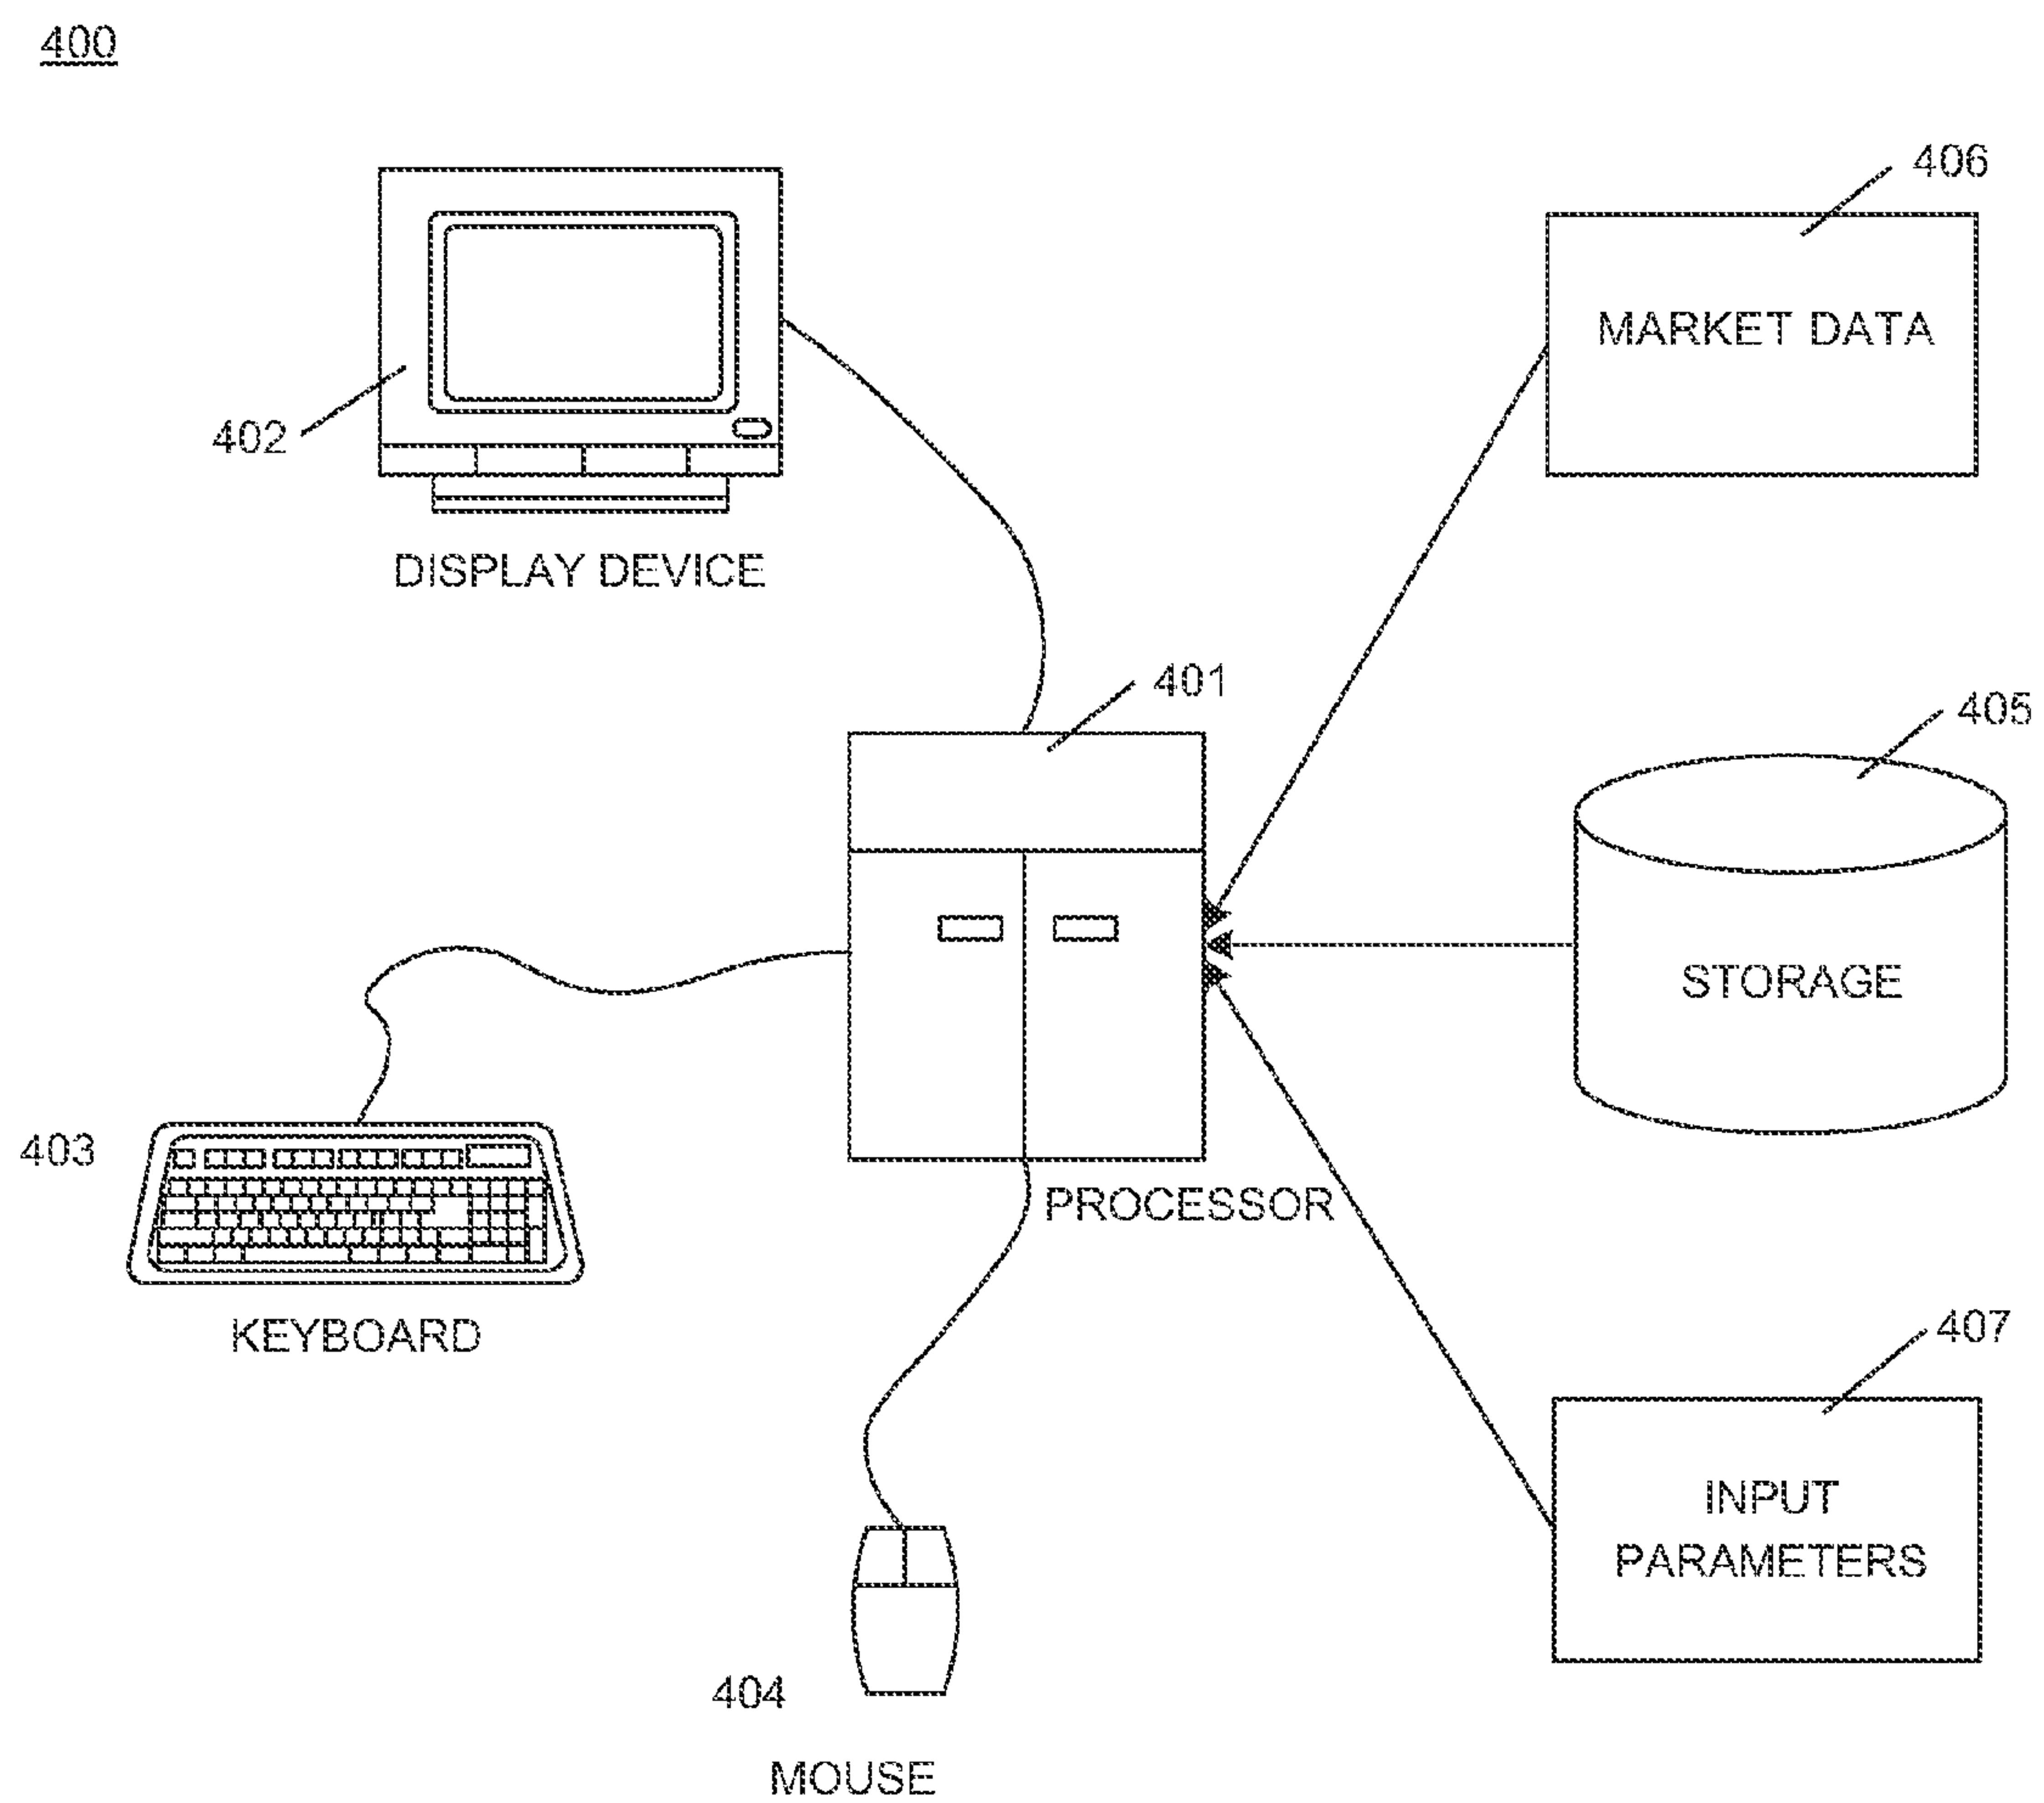 400
406
MARKET DATA
402
DISPLAY DEVICE
401
405
STORAGE
403
PROCESSOR
KEYBOARD
407
INPUT
PARAMETERS
404
MOUSE